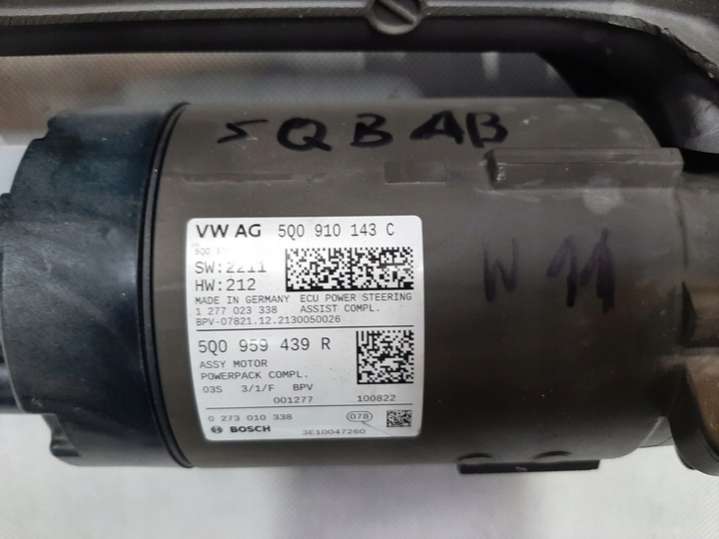 5QBAB
W11
VW AG 5Q0 910 143 C
SW:2211
HW:212
MADE IN GERMANY ECU POWER STEERING
1 277 023 338 ASSIST COMPL.
BPV-07821.12.2130050026
5Q0 959 439 R
ASSY MOTOR
POWERPACK COMPL.
03S 3/1/F BPV
001277 100822
0 273 010 338 078
BOSCH 3E10047260